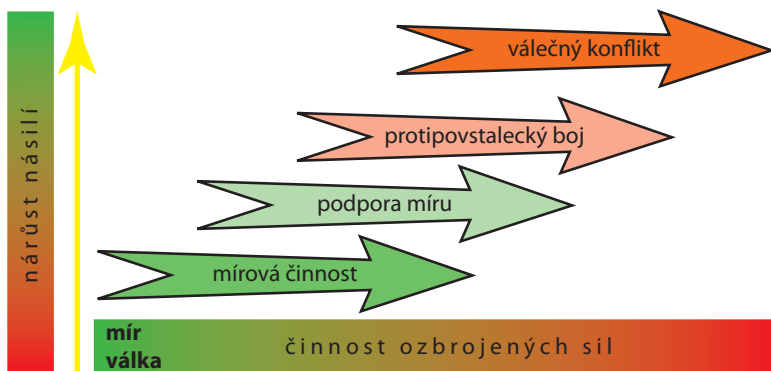 válečný konflikt
protipovstalecký boj
podpora míru
mírová činnost
nárůst násilí
mír
válka
činnost ozbrojených sil